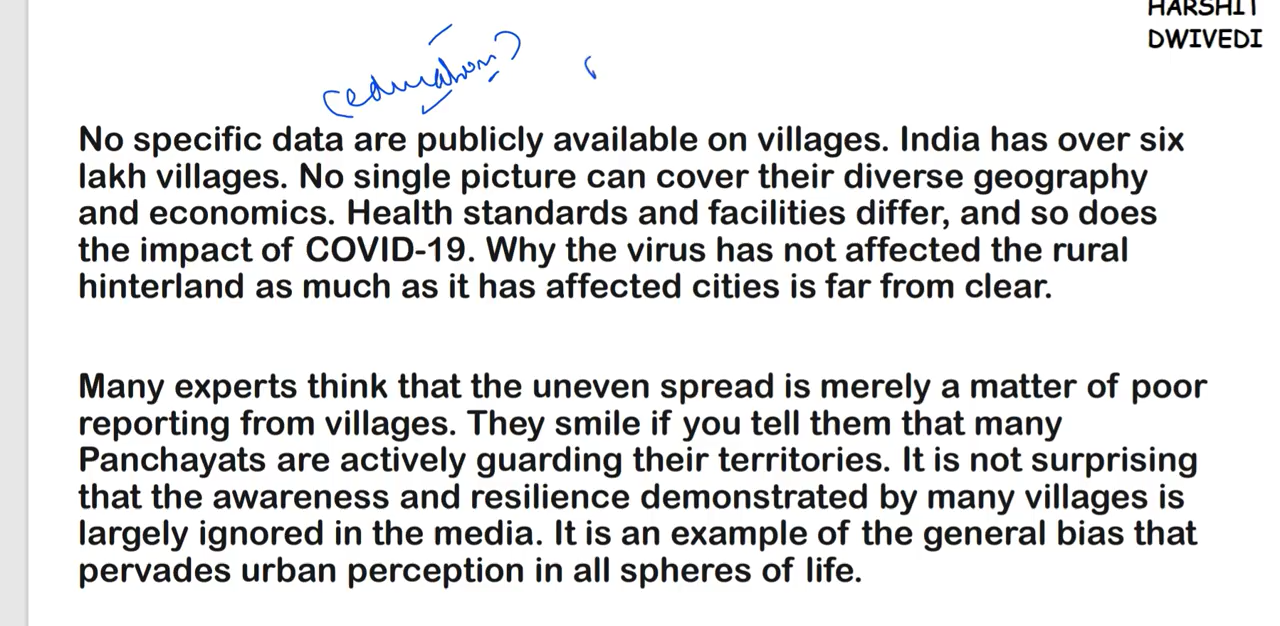 HARSHIT
DWIVEDI
(education?
No specific data are publicly available on villages. India has over six
lakh villages. No single picture can cover their diverse geography
and economics. Health standards and facilities differ, and so does
the impact of COVID-19. Why the virus has not affected the rural
hinterland as much as it has affected cities is far from clear.
Many experts think that the uneven spread is merely a matter of poor
reporting from villages. They smile if you tell them that many
Panchayats are actively guarding their territories. It is not surprising
that the awareness and resilience demonstrated by many villages is
largely ignored in the media. It is an example of the general bias that
pervades urban perception in all spheres of life.